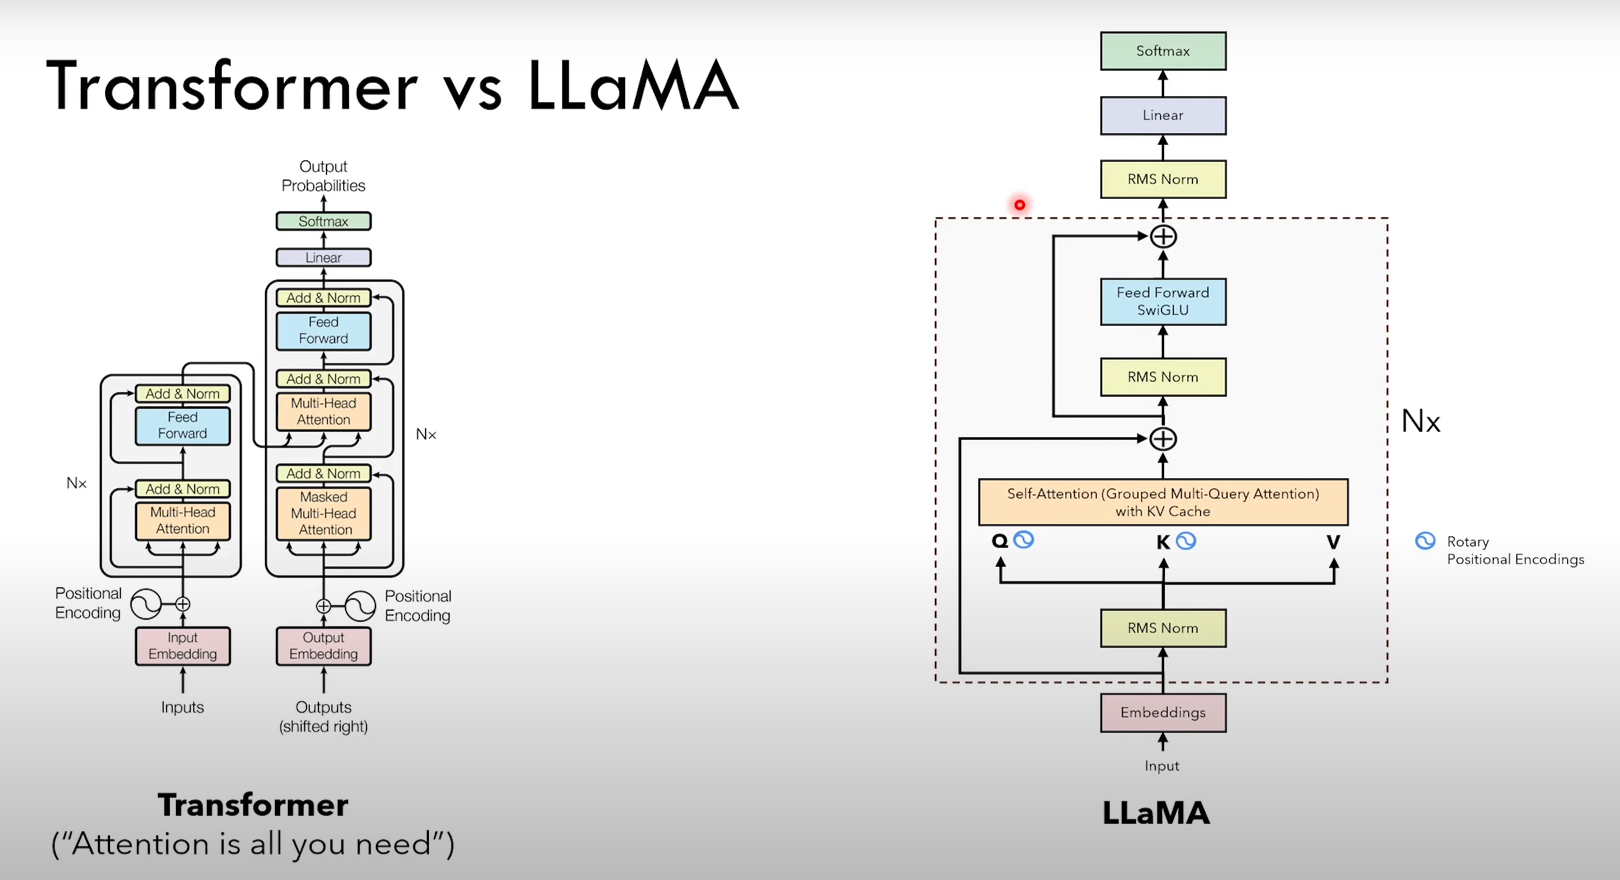 Transformer vs LLaMA
Output
Probabilities
Softmax
Linear
Add & Norm
Feed
Forward
Add & Norm
Multi-Head
Attention
Nx
Add & Norm
Masked
Multi-Head
Attention
Positional
Encoding
Output
Embedding
Outputs
(shifted right)
Add & Norm
Feed
Forward
Nx
Add & Norm
Multi-Head
Attention
Positional
Encoding
Input
Embedding
Inputs
Transformer
("Attention is all you need")
Softmax
Linear
RMS Norm
Feed Forward
SwiGLU
RMS Norm
Nx
Self-Attention (Grouped Multi-Query Attention)
with KV Cache
Q
K
V
Rotary
Positional Encodings
RMS Norm
Embeddings
Input
LLaMA